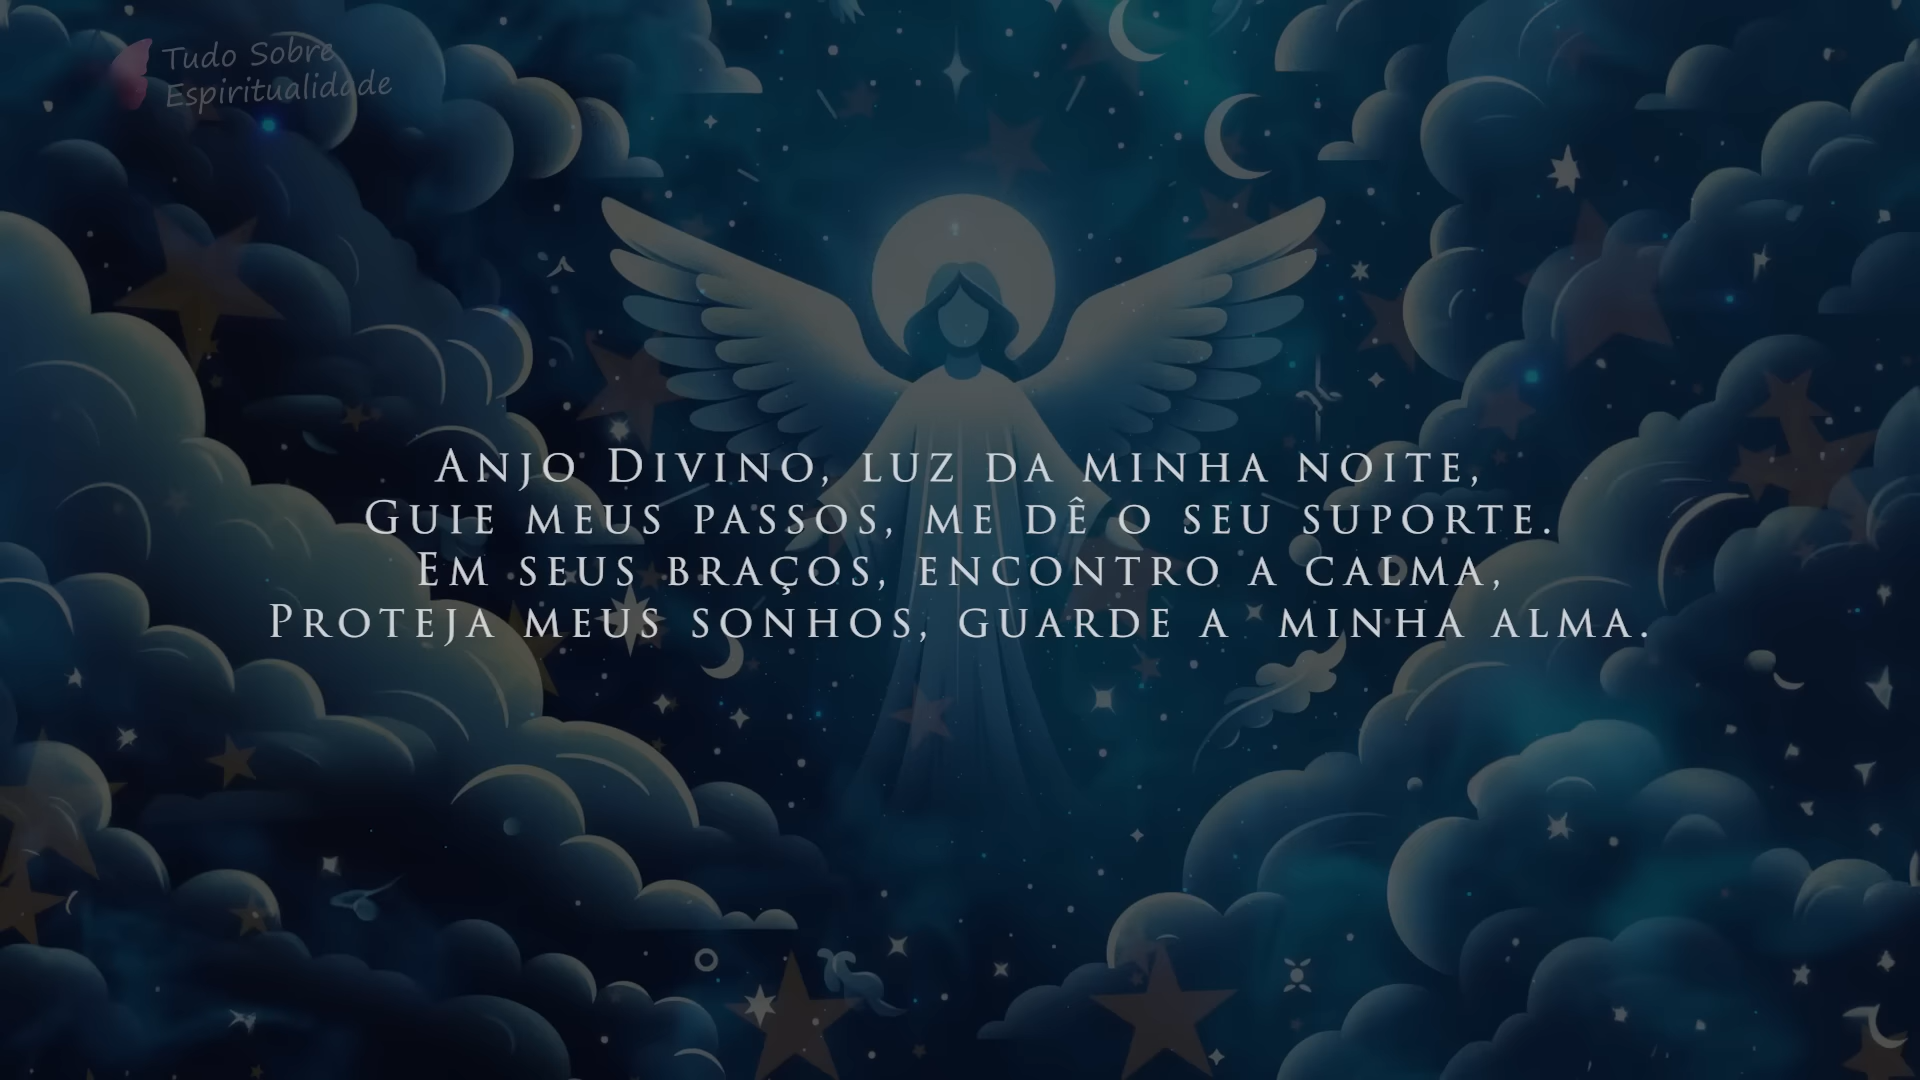 Tudo Sobre
Espiritualidade
Anjo Divino, luz da minha noite,
Guie meus passos, me dê o seu suporte.
Em seus braços, encontro a calma,
Proteja meus sonhos, guarde a minha alma.